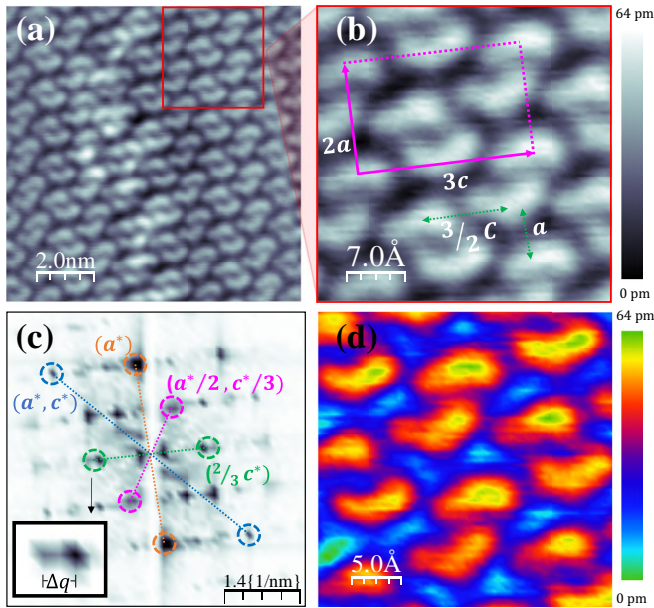 (a)
2.0nm
(b)
2a
3c
3/2 C
a
7.0Å
64 pm
0 pm
(c)
(a*)
(a*/2 , c*/3)
(a*, c*)
(2/3 c*)
⊦Δq⊣
1.4{1/nm}
(d)
5.0Å
64 pm
0 pm